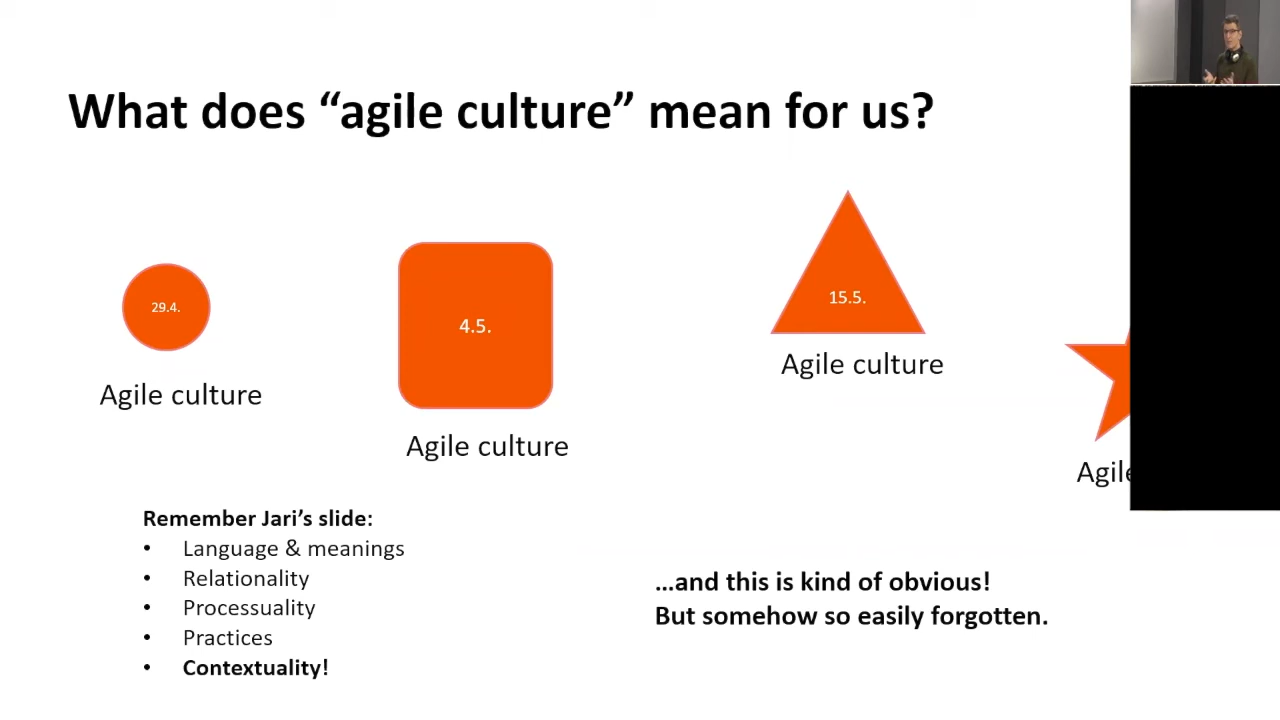 What does “agile culture” mean for us?
29.4.
Agile culture
4.5.
Agile culture
15.5.
Agile culture
Remember Jari’s slide:
• Language & meanings
• Relationality
• Processuality
• Practices
• Contextuality!
…and this is kind of obvious!
But somehow so easily forgotten.